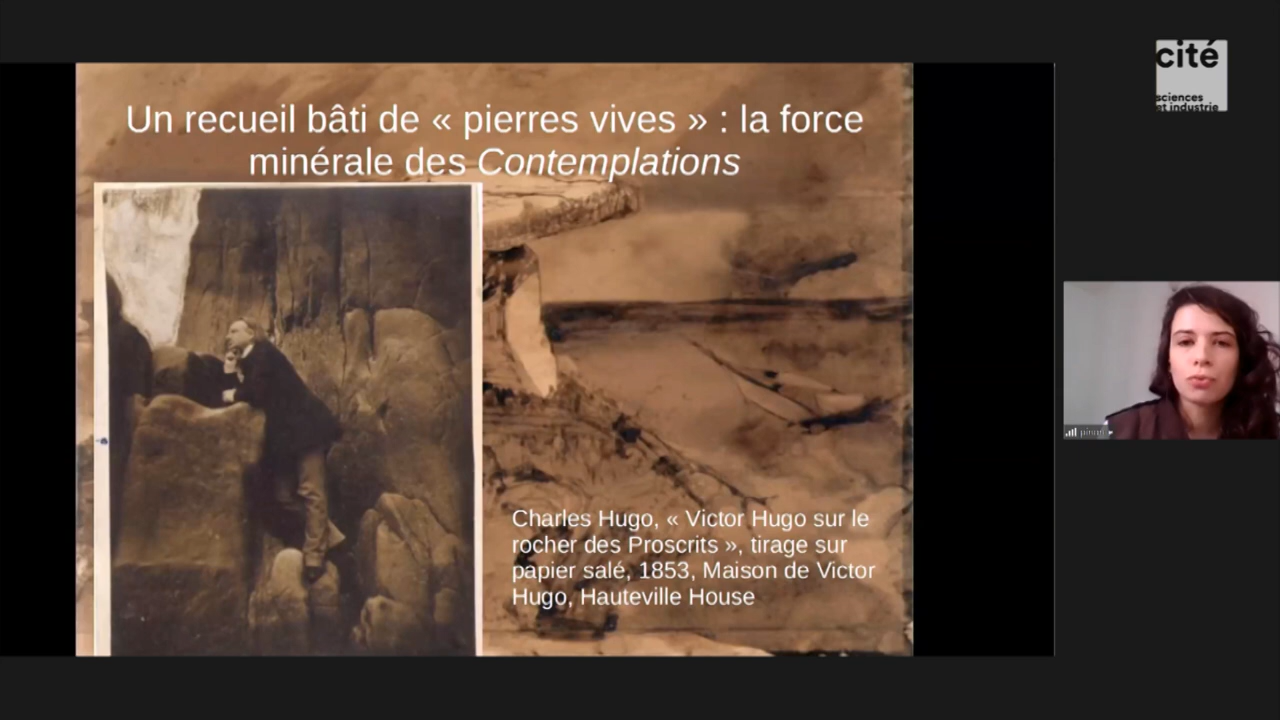 cité
sciences
et industrie
Un recueil bâti de « pierres vives » : la force
minérale des Contemplations
Charles Hugo, « Victor Hugo sur le
rocher des Proscrits », tirage sur
papier salé, 1853, Maison de Victor
Hugo, Hauteville House